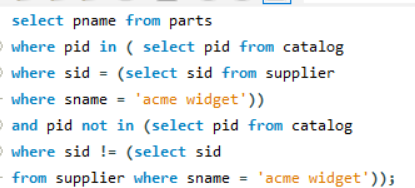 select pname from parts
where pid in ( select pid from catalog
where sid = (select sid from supplier
where sname = 'acme widget'))
and pid not in (select pid from catalog
where sid != (select sid
from supplier where sname = 'acme widget'));